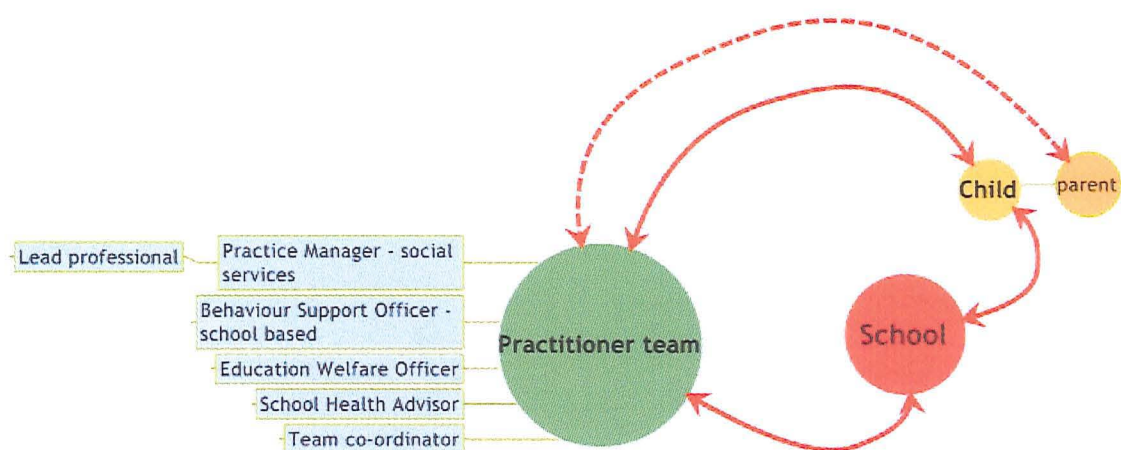 Child
parent
Lead professional
Practice Manager - social
services
Behaviour Support Officer -
school based
Practitioner team
School
Education Welfare Officer
School Health Advisor
Team co-ordinator